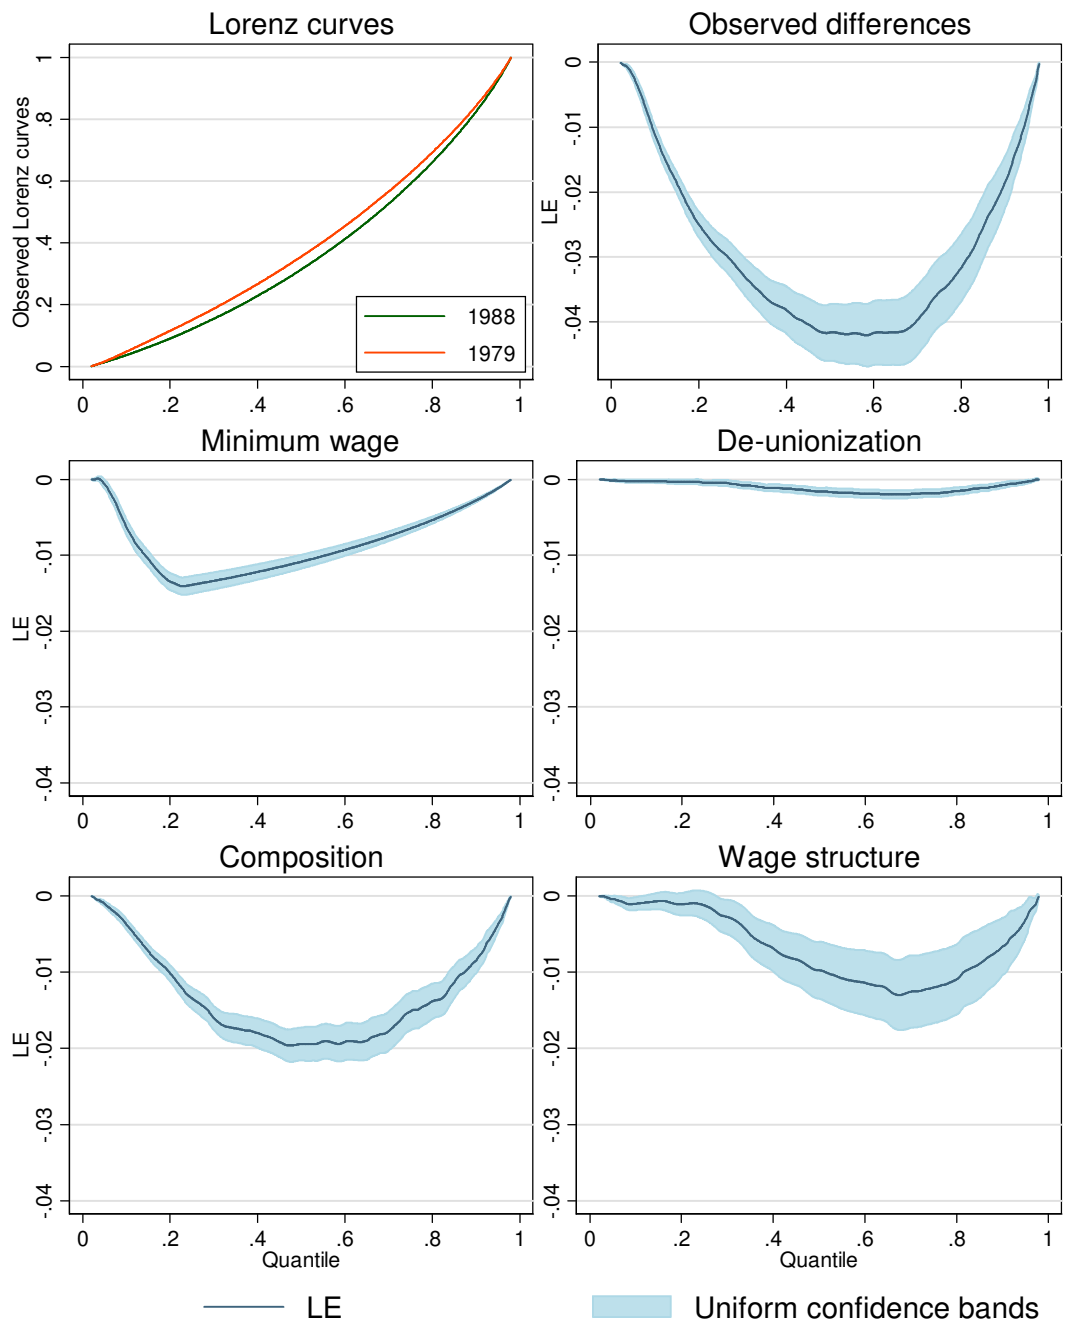 Lorenz curves
Observed Lorenz curves
1
.8
.6
.4
.2
0
0 .2 .4 .6 .8 1
1988
1979
Observed differences
LE
0
-.01
-.02
-.03
-.04
0 .2 .4 .6 .8 1
Minimum wage
LE
0
-.01
-.02
-.03
-.04
0 .2 .4 .6 .8 1
De-unionization
0
-.01
-.02
-.03
-.04
0 .2 .4 .6 .8 1
Composition
LE
0
-.01
-.02
-.03
-.04
0 .2 .4 .6 .8 1
Quantile
Wage structure
0
-.01
-.02
-.03
-.04
0 .2 .4 .6 .8 1
Quantile
LE
Uniform confidence bands